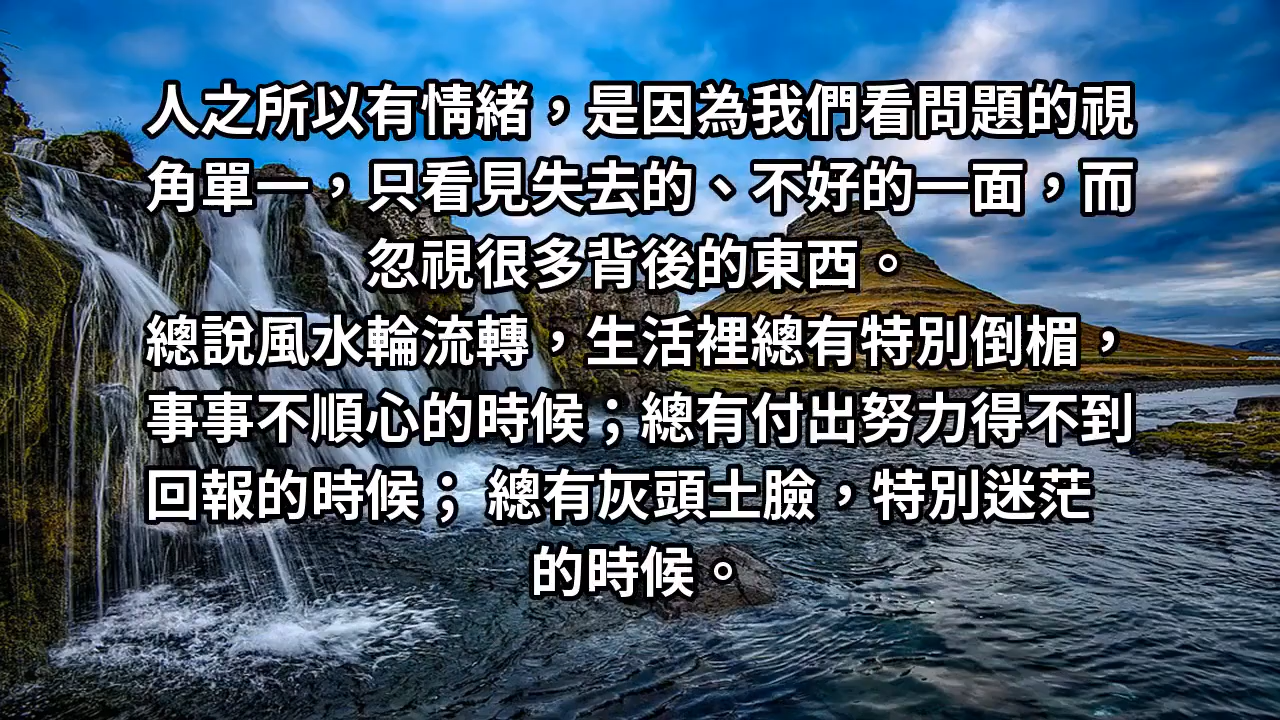 人之所以有情緒，是因為我們看問題的視
角單一，只看見失去的、不好的一面，而
忽視很多背後的東西。
總說風水輪流轉，生活裡總有特別倒楣，
事事不順心的時候；總有付出努力得不到
回報的時候； 總有灰頭土臉，特別迷茫
的時候。